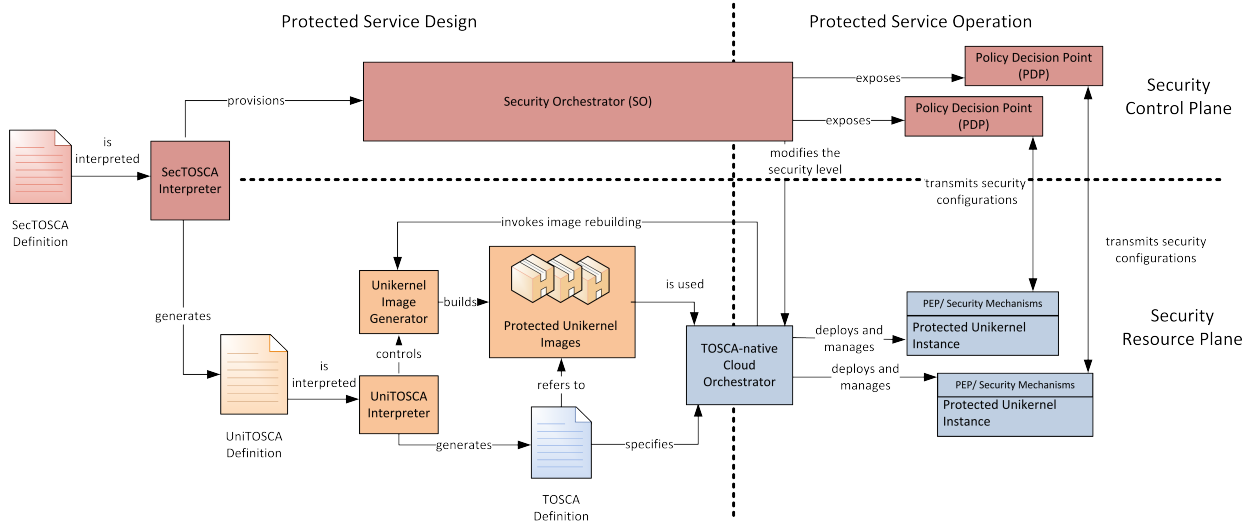 Protected Service Design
Protected Service Operation
Policy Decision Point
(PDP)
exposes
Security
Control Plane
provisions
Security Orchestrator (SO)
exposes
Policy Decision Point
(PDP)
is
interpreted
SecTOSCA
Interpreter
modifies the
security level
transmits security
configurations
SecTOSCA
Definition
invokes image rebuilding
transmits security
configurations
Unikernel
Image
Generator
builds
Protected Unikernel
Images
is used
generates
PEP/ Security Mechanisms
Protected Unikernel
Instance
Security
Resource Plane
deploys and
manages
TOSCA-native
Cloud
Orchestrator
controls
is
interpreted
refers to
deploys and
manages
PEP/ Security Mechanisms
Protected Unikernel
Instance
UniTOSCA
Interpreter
UniTOSCA
Definition
generates
specifies
TOSCA
Definition